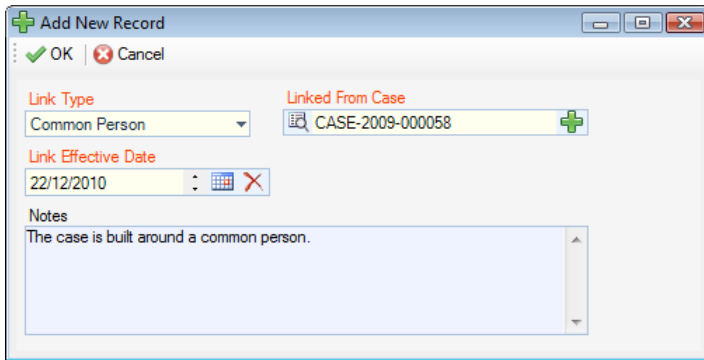 Add New Record
OK Cancel
Link Type Linked From Case
Common Person CASE-2009-000058
Link Effective Date
22/12/2010
Notes
The case is built around a common person.